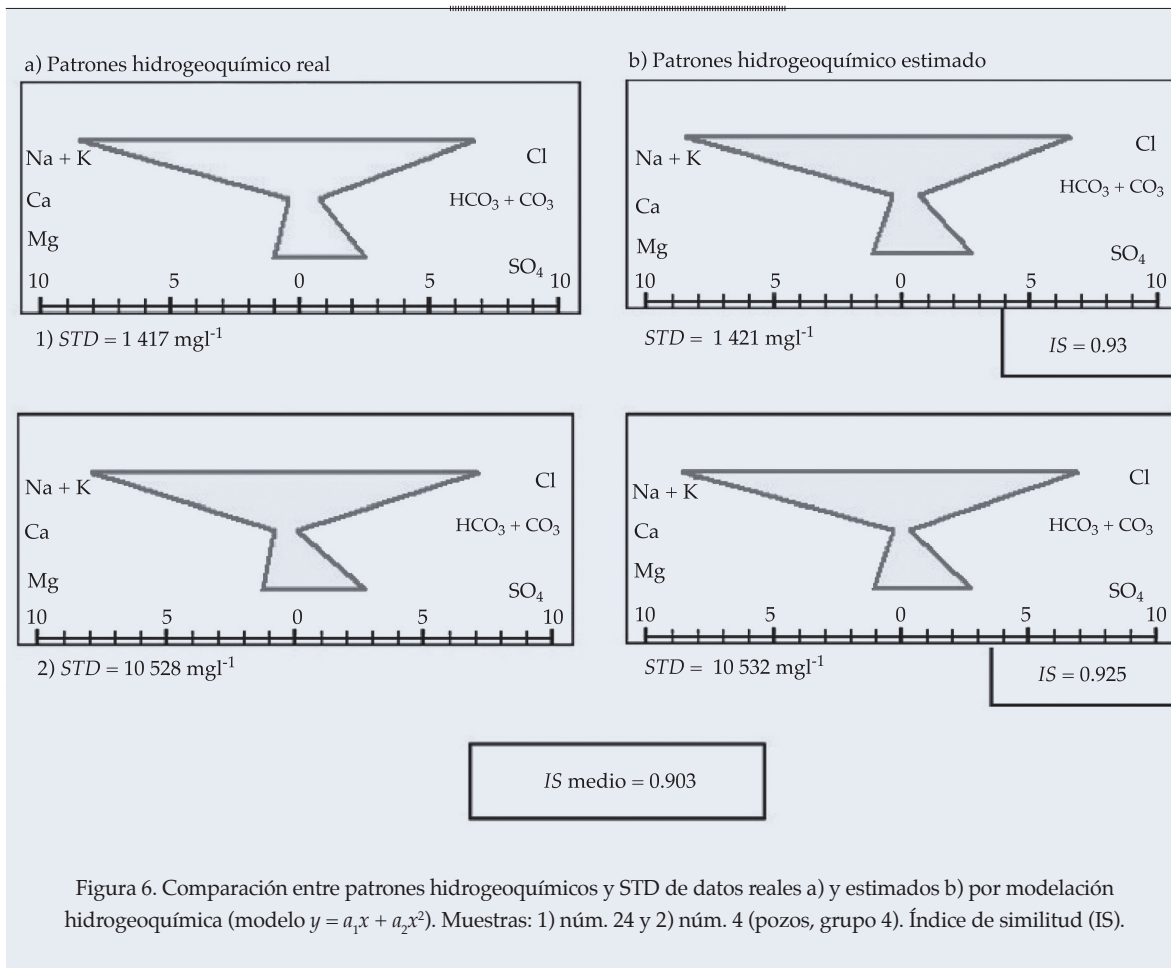 a) Patrones hidrogeoquímico real
Na + K
Cl
Ca
HCO₃ + CO₃
Mg
SO₄
10 5 0 5 10
1) STD = 1 417 mgl⁻¹
b) Patrones hidrogeoquímico estimado
Na + K
Cl
Ca
HCO₃ + CO₃
Mg
SO₄
10 5 0 5 10
STD = 1 421 mgl⁻¹
IS = 0.93
Na + K
Cl
Ca
HCO₃ + CO₃
Mg
SO₄
10 5 0 5 10
2) STD = 10 528 mgl⁻¹
Na + K
Cl
Ca
HCO₃ + CO₃
Mg
SO₄
10 5 0 5 10
STD = 10 532 mgl⁻¹
IS = 0.925
IS medio = 0.903
Figura 6. Comparación entre patrones hidrogeoquímicos y STD de datos reales a) y estimados b) por modelación
hidrogeoquímica (modelo y = a₁x + a₂x²). Muestras: 1) núm. 24 y 2) núm. 4 (pozos, grupo 4). Índice de similitud (IS).